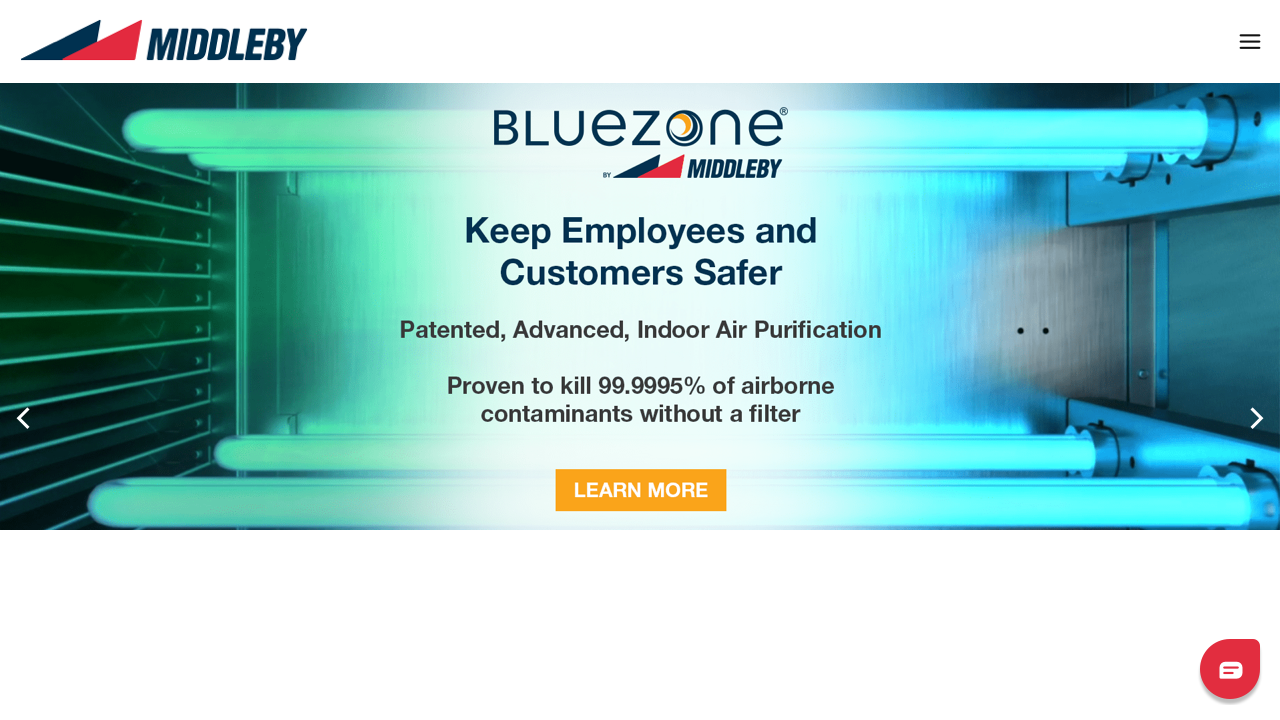 MIDDLEBY
BLUEZONE®
BY MIDDLEBY
Keep Employees and
Customers Safer
Patented, Advanced, Indoor Air Purification
Proven to kill 99.9995% of airborne
contaminants without a filter
LEARN MORE